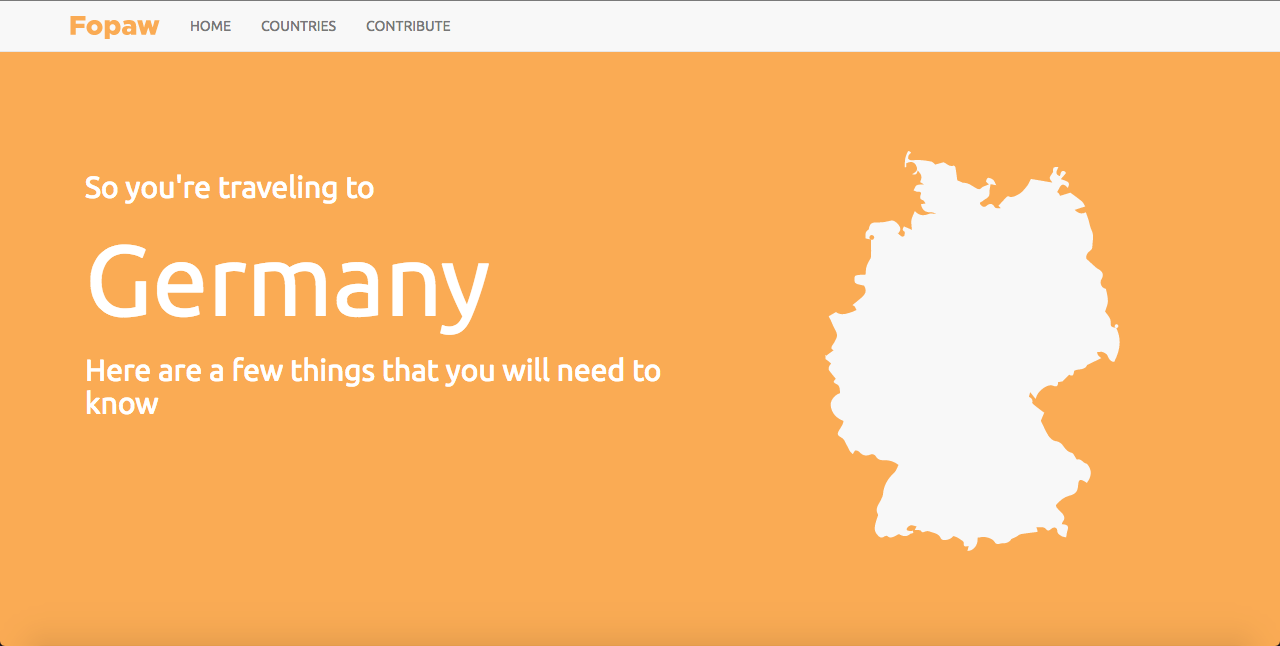 Fopaw HOME COUNTRIES CONTRIBUTE
So you're traveling to
Germany
Here are a few things that you will need to
know